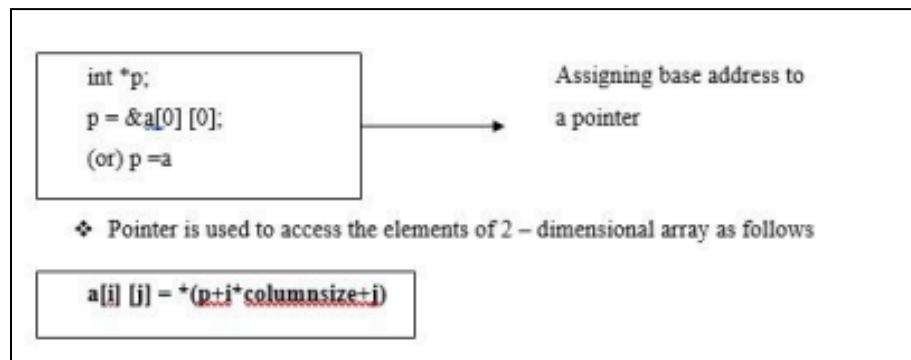 int *p;
Assigning base address to
p = &a[0] [0];
a pointer
(or) p =a
❖ Pointer is used to access the elements of 2 – dimensional array as follows
a[i] [j] = *(p+i*columnsize+j)